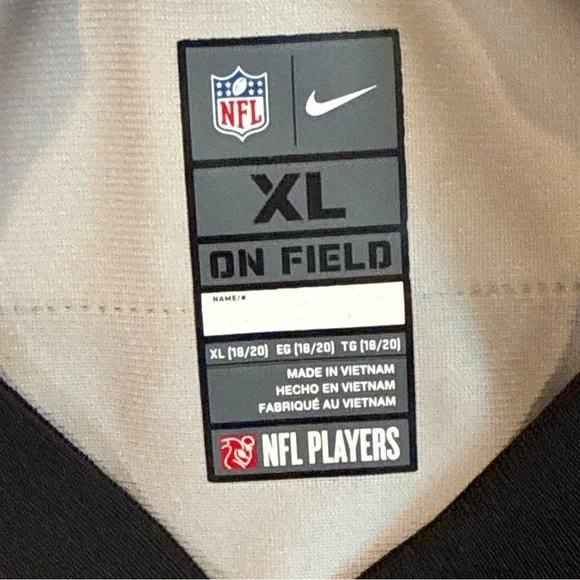 NFL
XL
ON FIELD
NAME/#
XL (18/20) EG (18/20) TG (18/20)
MADE IN VIETNAM
HECHO EN VIETNAM
FABRIQUÉ AU VIETNAM
NFL PLAYERS